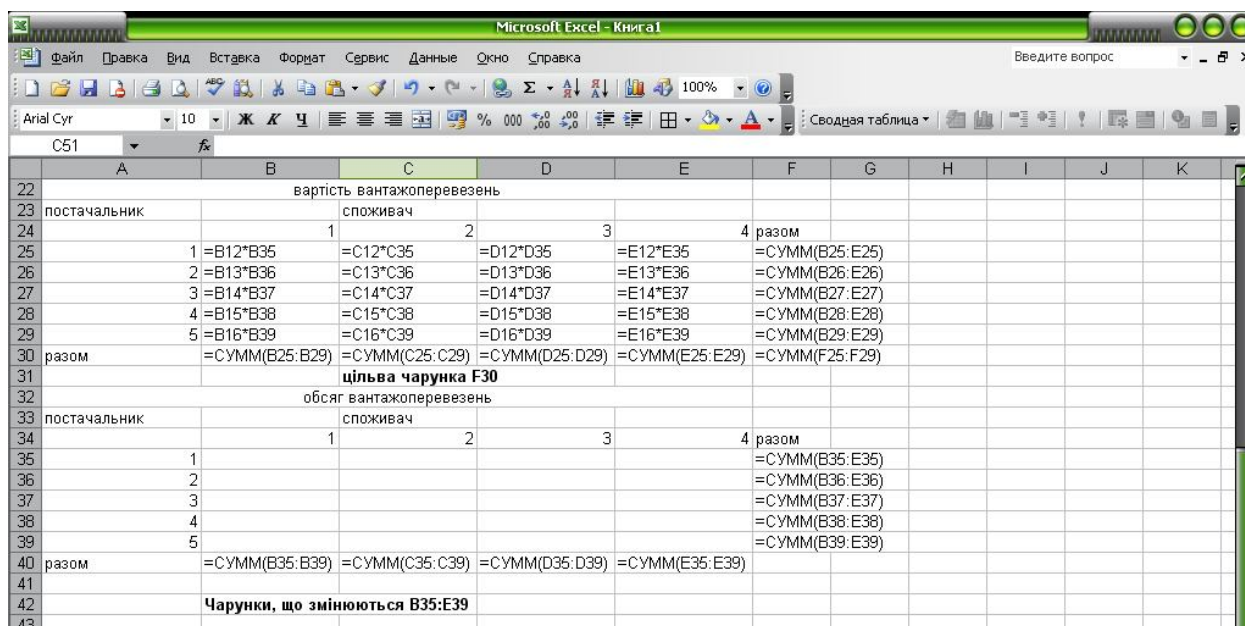 Microsoft Excel - Книга1
Файл Правка Вид Вставка Формат Сервис Данные Окно Справка Введите вопрос
100%
Arial Cyr 10 Ж К Ч % 000 Сводная таблица
C51 fx
A B C D E F G H I J K
22 вартість вантажоперевезень
23 постачальник споживач
24 1 2 3 4 разом
25 1 =B12*B35 =C12*C35 =D12*D35 =E12*E35 =СУММ(B25:E25)
26 2 =B13*B36 =C13*C36 =D13*D36 =E13*E36 =СУММ(B26:E26)
27 3 =B14*B37 =C14*C37 =D14*D37 =E14*E37 =СУММ(B27:E27)
28 4 =B15*B38 =C15*C38 =D15*D38 =E15*E38 =СУММ(B28:E28)
29 5 =B16*B39 =C16*C39 =D16*D39 =E16*E39 =СУММ(B29:E29)
30 разом =СУММ(B25:B29) =СУММ(C25:C29) =СУММ(D25:D29) =СУММ(E25:E29) =СУММ(F25:F29)
31 цільва чарунка F30
32 обсяг вантажоперевезень
33 постачальник споживач
34 1 2 3 4 разом
35 1 =СУММ(B35:E35)
36 2 =СУММ(B36:E36)
37 3 =СУММ(B37:E37)
38 4 =СУММ(B38:E38)
39 5 =СУММ(B39:E39)
40 разом =СУММ(B35:B39) =СУММ(C35:C39) =СУММ(D35:D39) =СУММ(E35:E39)
41
42 Чарунки, що змінюються B35:E39
43